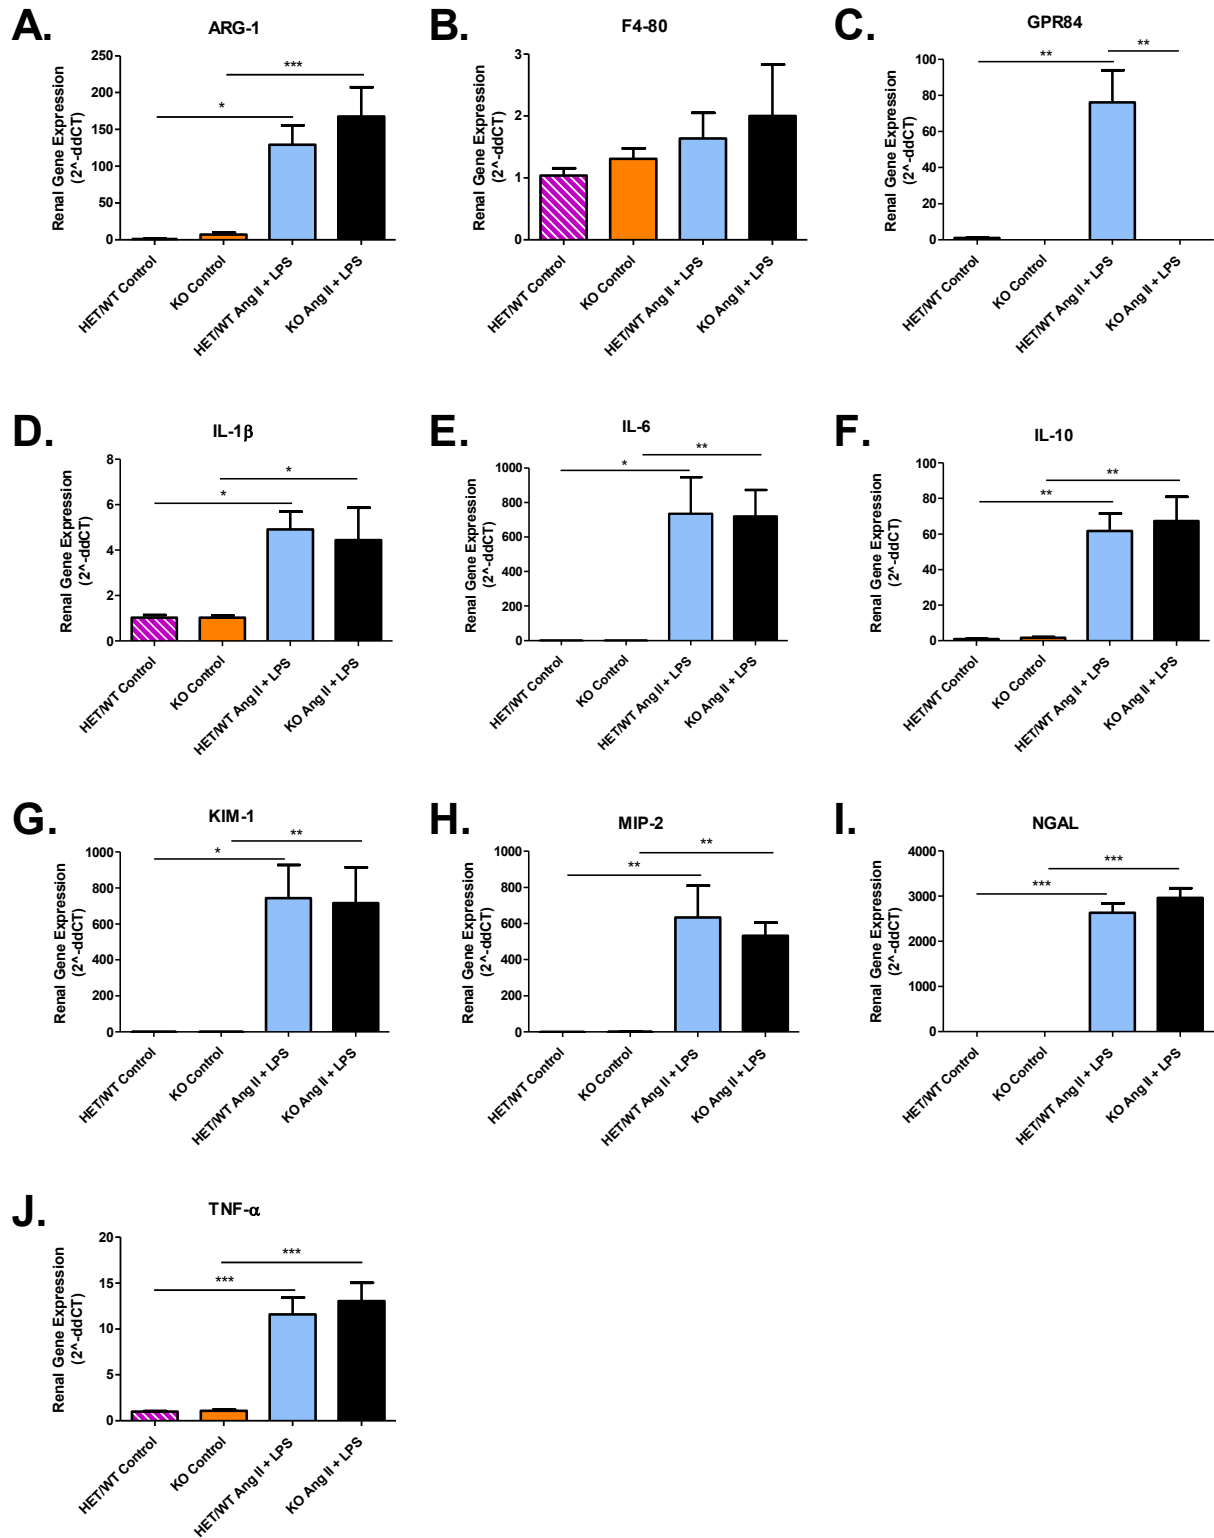 A.
ARG-1
Renal Gene Expression
(2^-ddCT)
250
200
150
100
50
0
***
*
HET/WT Control
KO Control
HET/WT Ang II + LPS
KO Ang II + LPS
B.
F4-80
Renal Gene Expression
(2^-ddCT)
3
2
1
0
HET/WT Control
KO Control
HET/WT Ang II + LPS
KO Ang II + LPS
C.
GPR84
Renal Gene Expression
(2^-ddCT)
100
80
60
40
20
0
**
**
HET/WT Control
KO Control
HET/WT Ang II + LPS
KO Ang II + LPS
D.
IL-1β
Renal Gene Expression
(2^-ddCT)
8
6
4
2
0
*
*
HET/WT Control
KO Control
HET/WT Ang II + LPS
KO Ang II + LPS
E.
IL-6
Renal Gene Expression
(2^-ddCT)
1000
800
600
400
200
0
**
*
HET/WT Control
KO Control
HET/WT Ang II + LPS
KO Ang II + LPS
F.
IL-10
Renal Gene Expression
(2^-ddCT)
100
80
60
40
20
0
**
**
HET/WT Control
KO Control
HET/WT Ang II + LPS
KO Ang II + LPS
G.
KIM-1
Renal Gene Expression
(2^-ddCT)
1000
800
600
400
200
0
**
*
HET/WT Control
KO Control
HET/WT Ang II + LPS
KO Ang II + LPS
H.
MIP-2
Renal Gene Expression
(2^-ddCT)
1000
800
600
400
200
0
**
**
HET/WT Control
KO Control
HET/WT Ang II + LPS
KO Ang II + LPS
I.
NGAL
Renal Gene Expression
(2^-ddCT)
4000
3000
2000
1000
0
***
***
HET/WT Control
KO Control
HET/WT Ang II + LPS
KO Ang II + LPS
J.
TNF-α
Renal Gene Expression
(2^-ddCT)
20
15
10
5
0
***
***
HET/WT Control
KO Control
HET/WT Ang II + LPS
KO Ang II + LPS